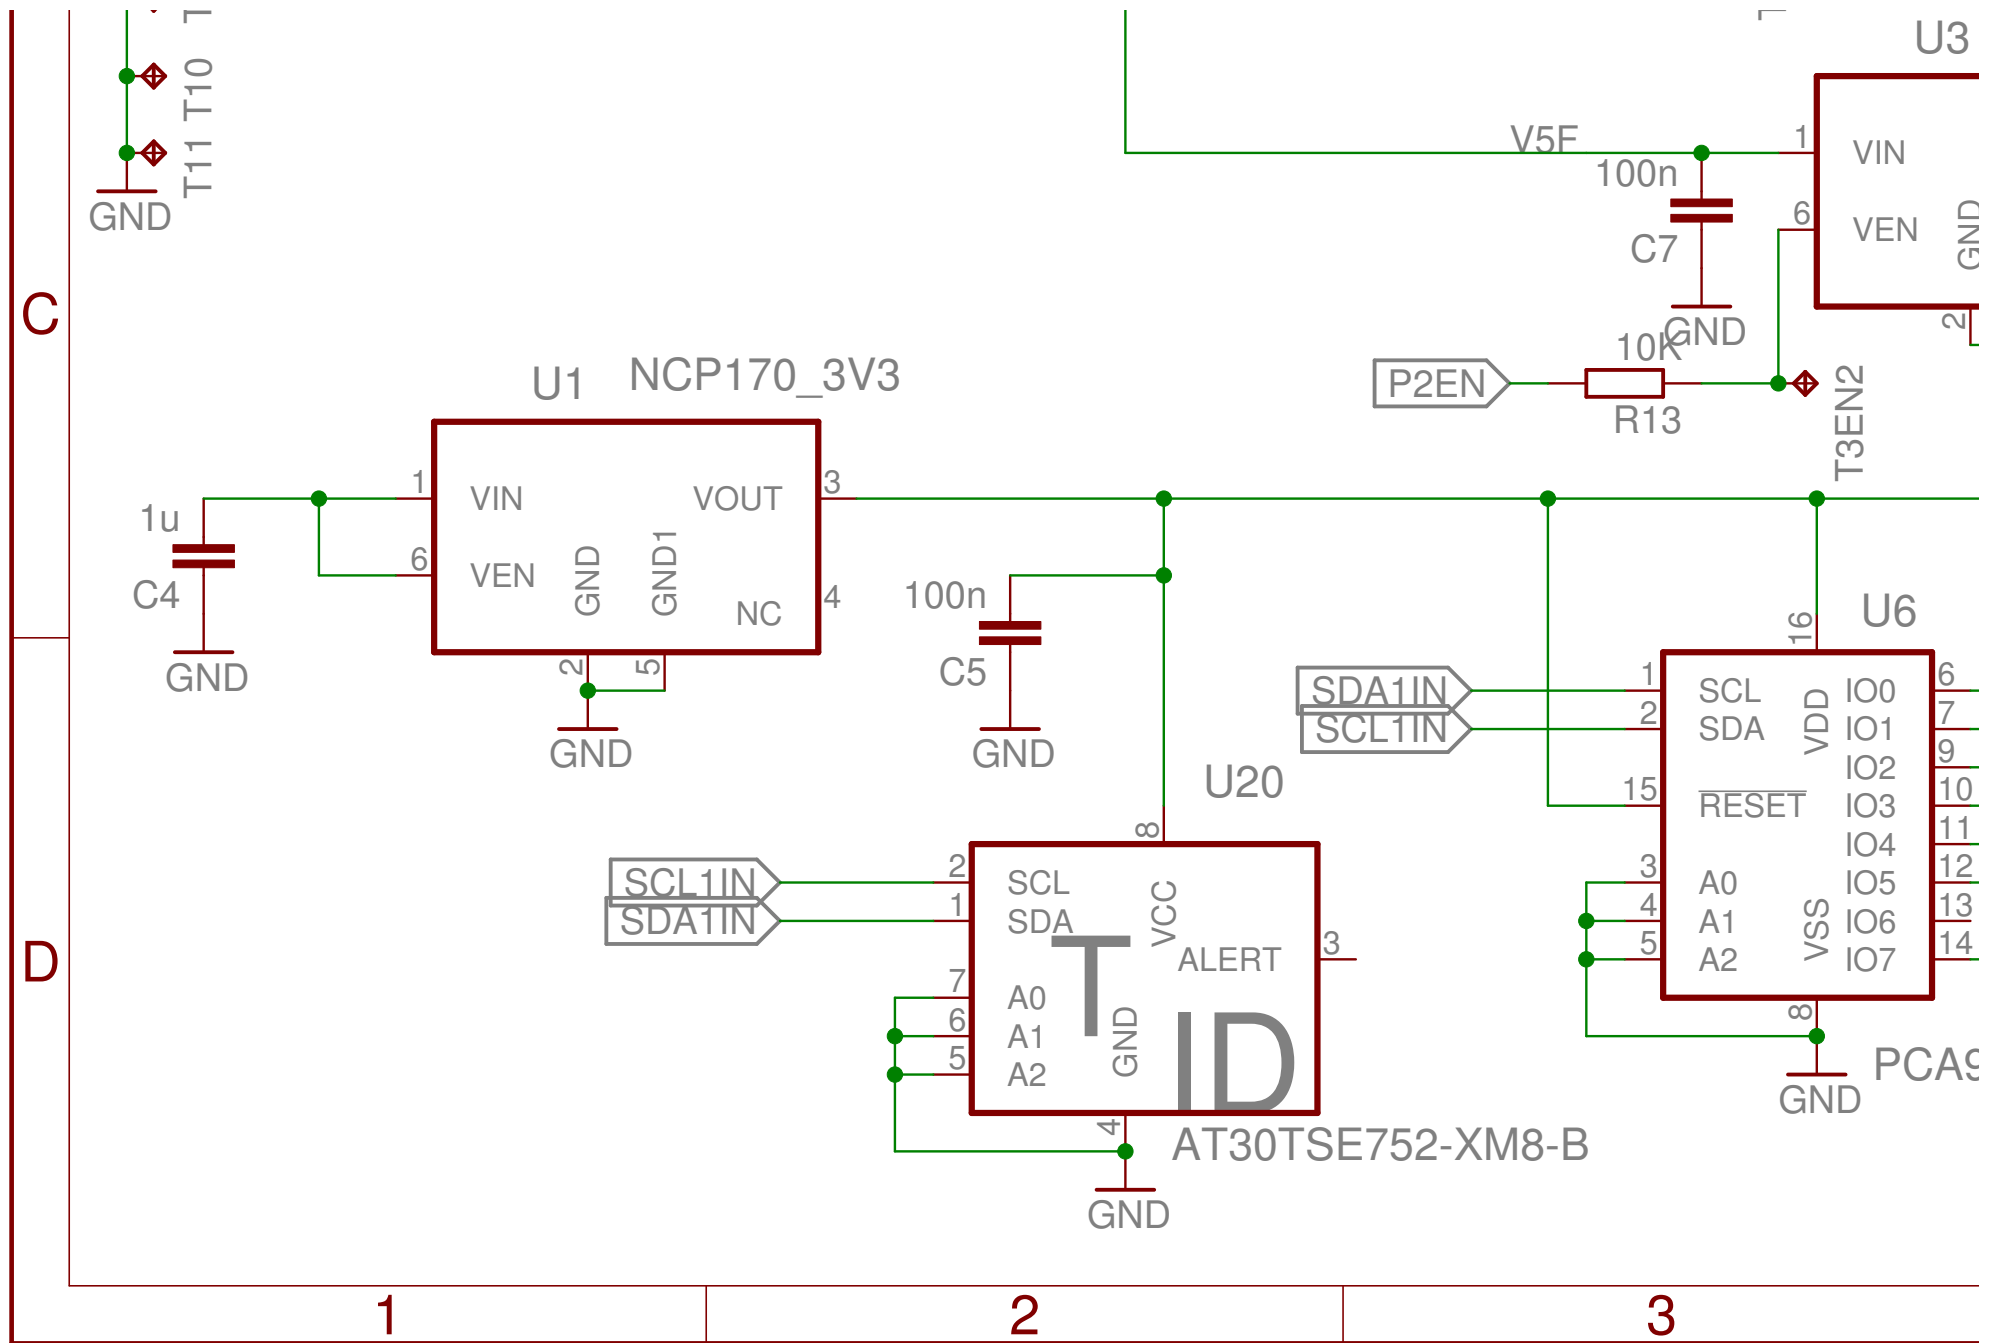 T10
T11
GND
U3
V5F
1
VIN
100n
6
VEN
GND
C7
GND
2
C
10K
P2EN
R13
T3EN2
U1
NCP170_3V3
1
VIN
VOUT
3
1u
6
VEN
GND
GND1
NC
4
C4
GND
2
5
GND
100n
C5
GND
U6
16
SDA1IN
1
SCL
VDD
IO0
6
SCL1IN
2
SDA
IO1
7
IO2
9
15
RESET
IO3
10
IO4
11
3
A0
IO5
12
4
A1
VSS
IO6
13
5
A2
IO7
14
8
GND
U20
8
SCL1IN
2
SCL
VCC
SDA1IN
1
SDA
T
ALERT
3
7
A0
6
A1
GND
ID
5
A2
4
AT30TSE752-XM8-B
GND
D
1
2
3